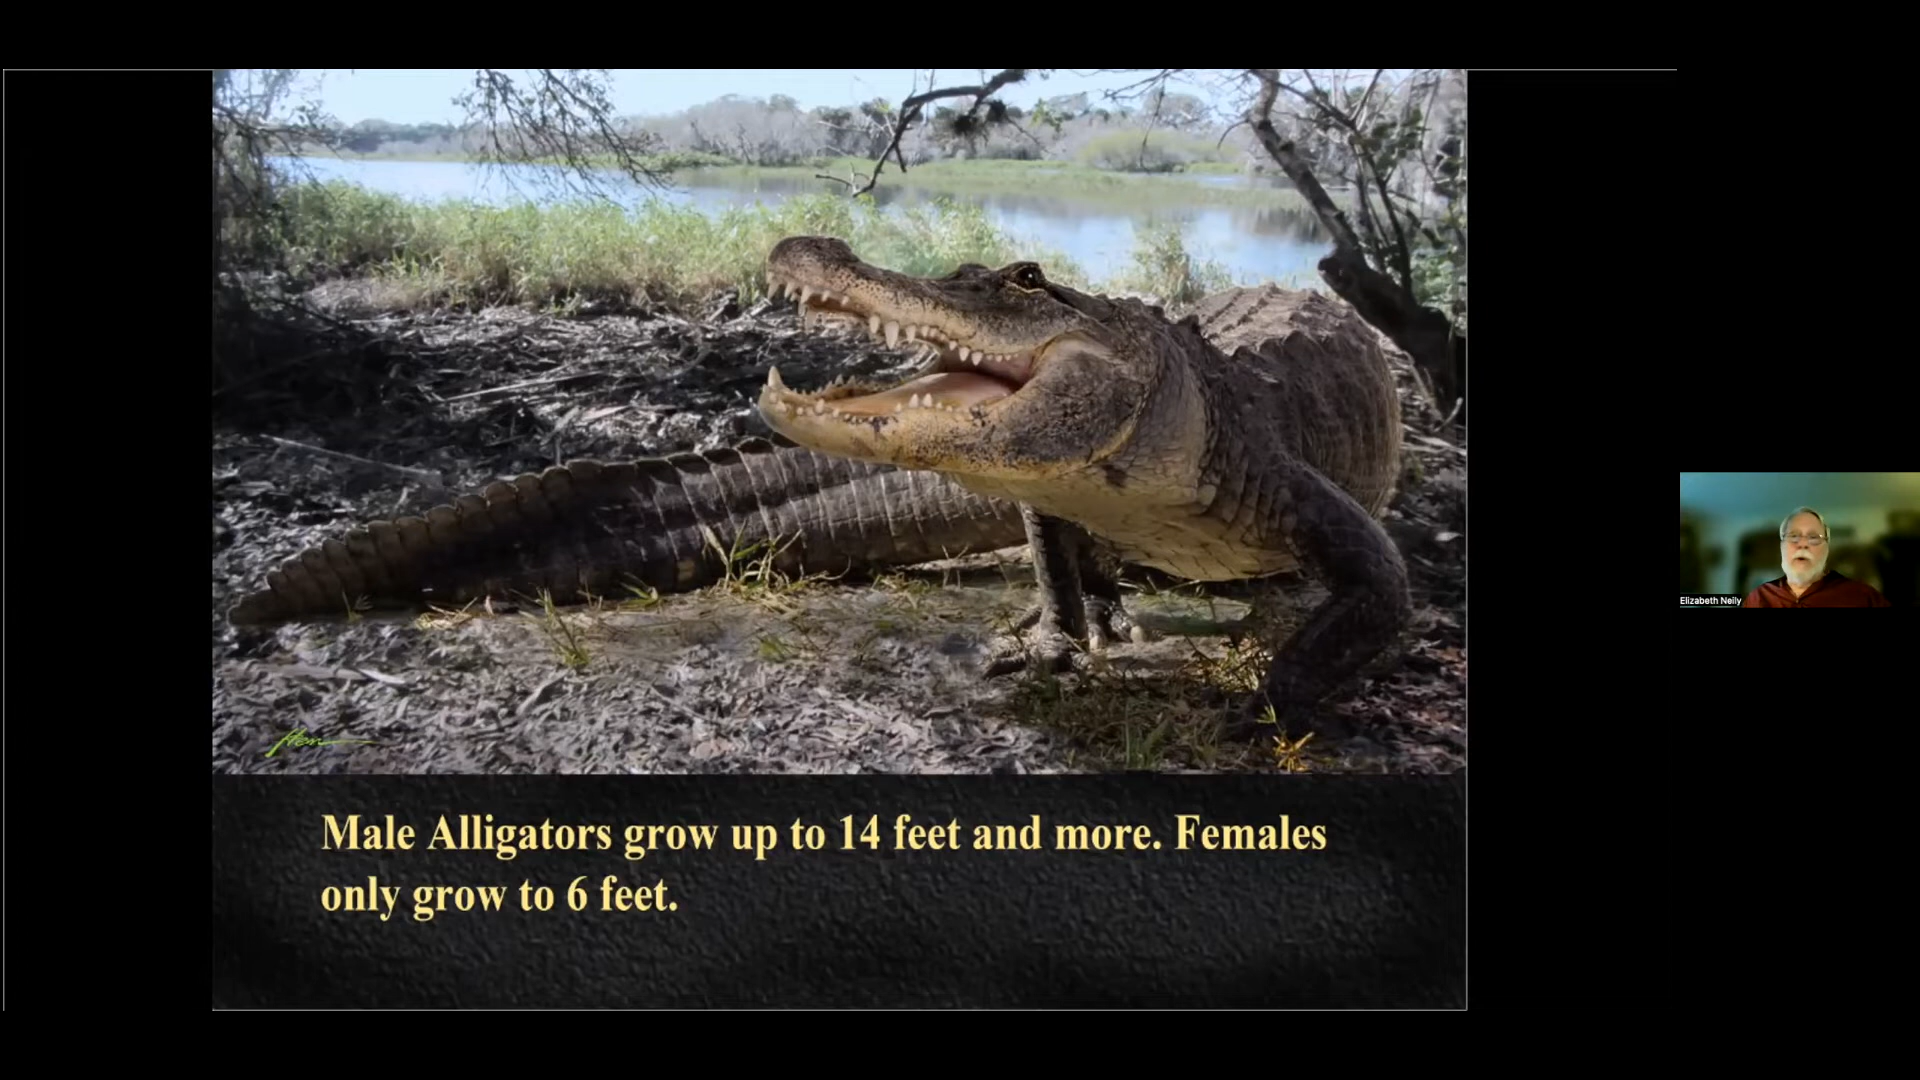 Male Alligators grow up to 14 feet and more. Females
only grow to 6 feet.
Elizabeth Neily